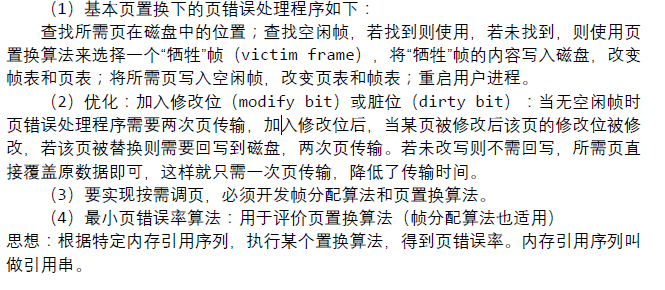 （1）基本页置换下的页错误处理程序如下：
查找所需页在磁盘中的位置；查找空闲帧，若找到则使用，若未找到，则使用页
置换算法来选择一个“牺牲”帧（victim frame），将“牺牲”帧的内容写入磁盘，改变
帧表和页表；将所需页写入空闲帧，改变页表和帧表；重启用户进程。
（2）优化：加入修改位（modify bit）或脏位（dirty bit）：当无空闲帧时
页错误处理程序需要两次页传输，加入修改位后，当某页被修改后该页的修改位被修
改，若该页被替换则需要回写到磁盘，两次页传输。若未改写则不需回写，所需页直
接覆盖原数据即可，这样就只需一次页传输，降低了传输时间。
（3）要实现按需调页，必须开发帧分配算法和页置换算法。
（4）最小页错误率算法：用于评价页置换算法（帧分配算法也适用）
思想：根据特定内存引用序列，执行某个置换算法，得到页错误率。内存引用序列叫
做引用串。